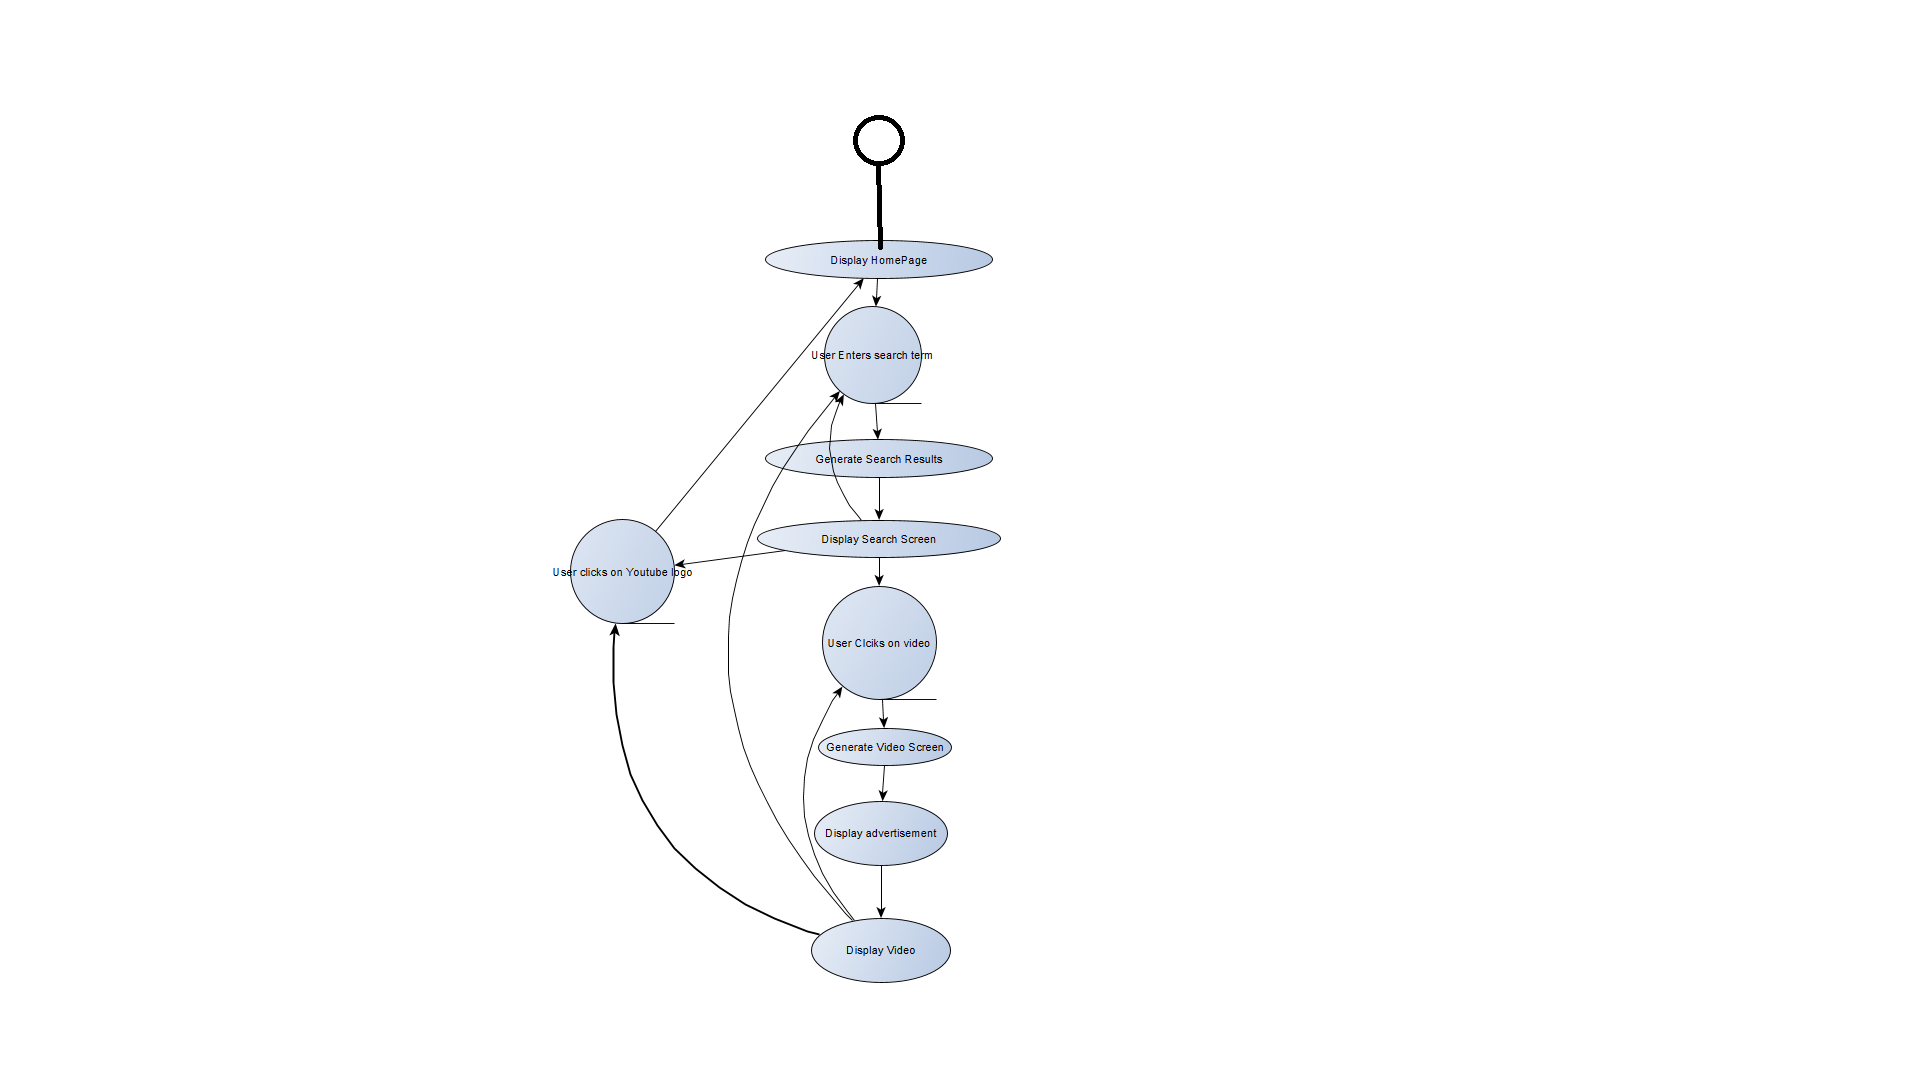 Display HomePage
User Enters search term
Generate Search Results
Display Search Screen
User clicks on Youtube logo
User Clciks on video
Generate Video Screen
Display advertisement
Display Video